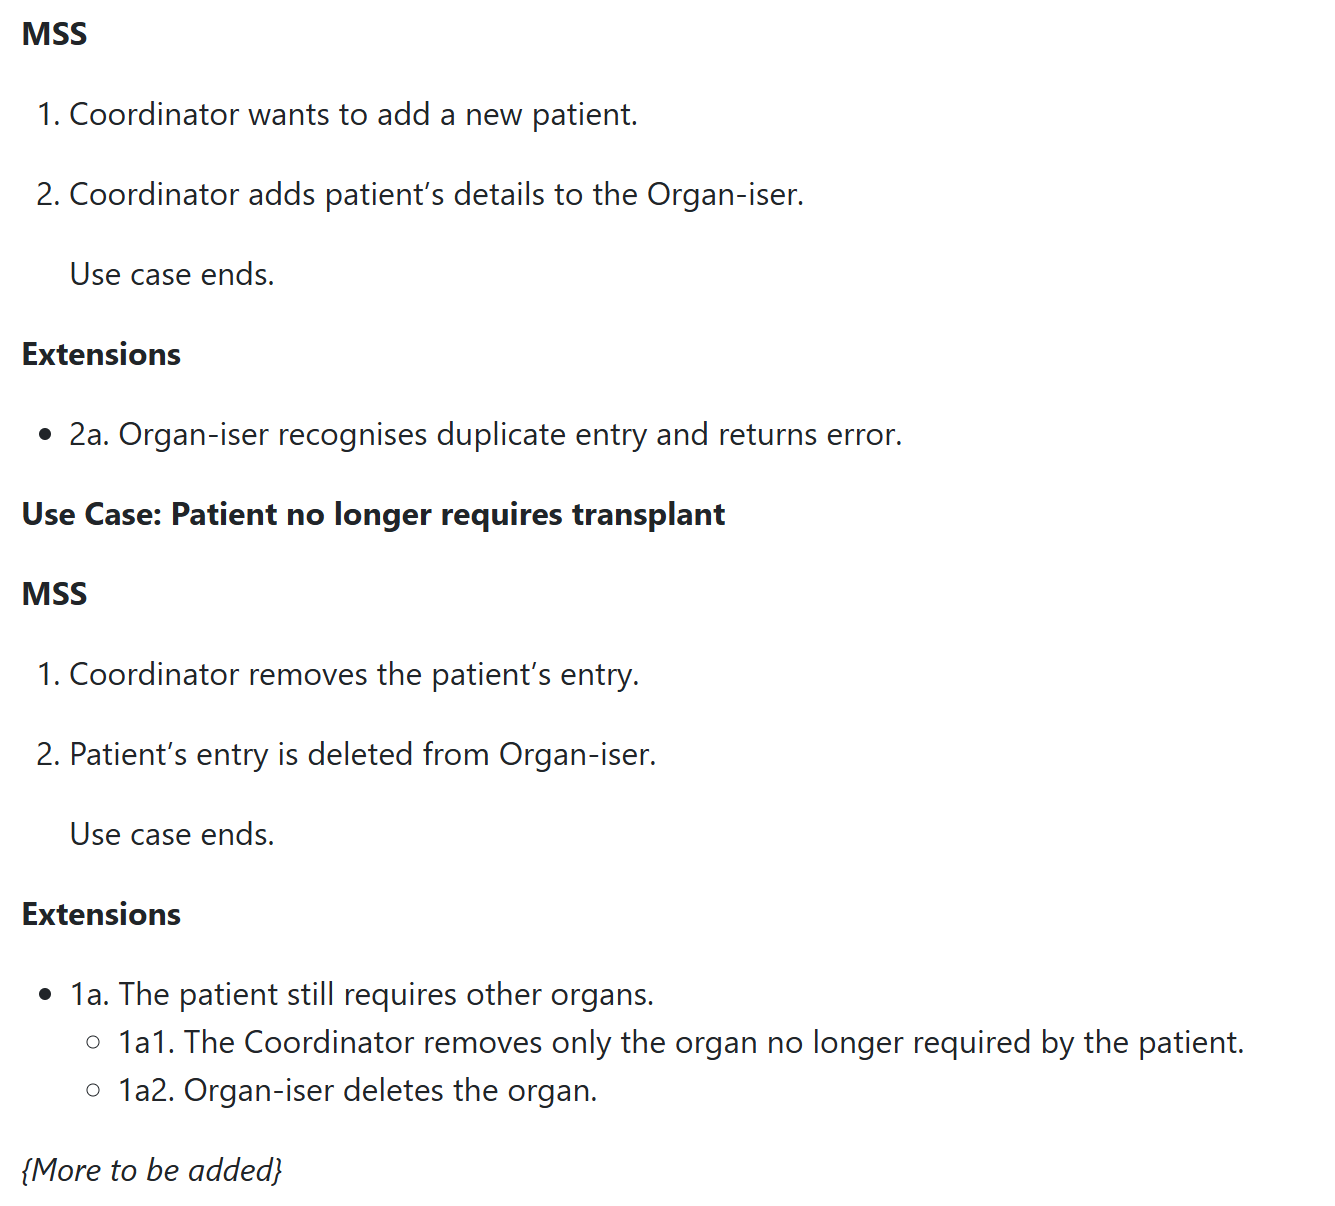 MSS
1. Coordinator wants to add a new patient.
2. Coordinator adds patient’s details to the Organ-iser.
Use case ends.
Extensions
• 2a. Organ-iser recognises duplicate entry and returns error.
Use Case: Patient no longer requires transplant
MSS
1. Coordinator removes the patient’s entry.
2. Patient’s entry is deleted from Organ-iser.
Use case ends.
Extensions
• 1a. The patient still requires other organs.
◦ 1a1. The Coordinator removes only the organ no longer required by the patient.
◦ 1a2. Organ-iser deletes the organ.
{More to be added}